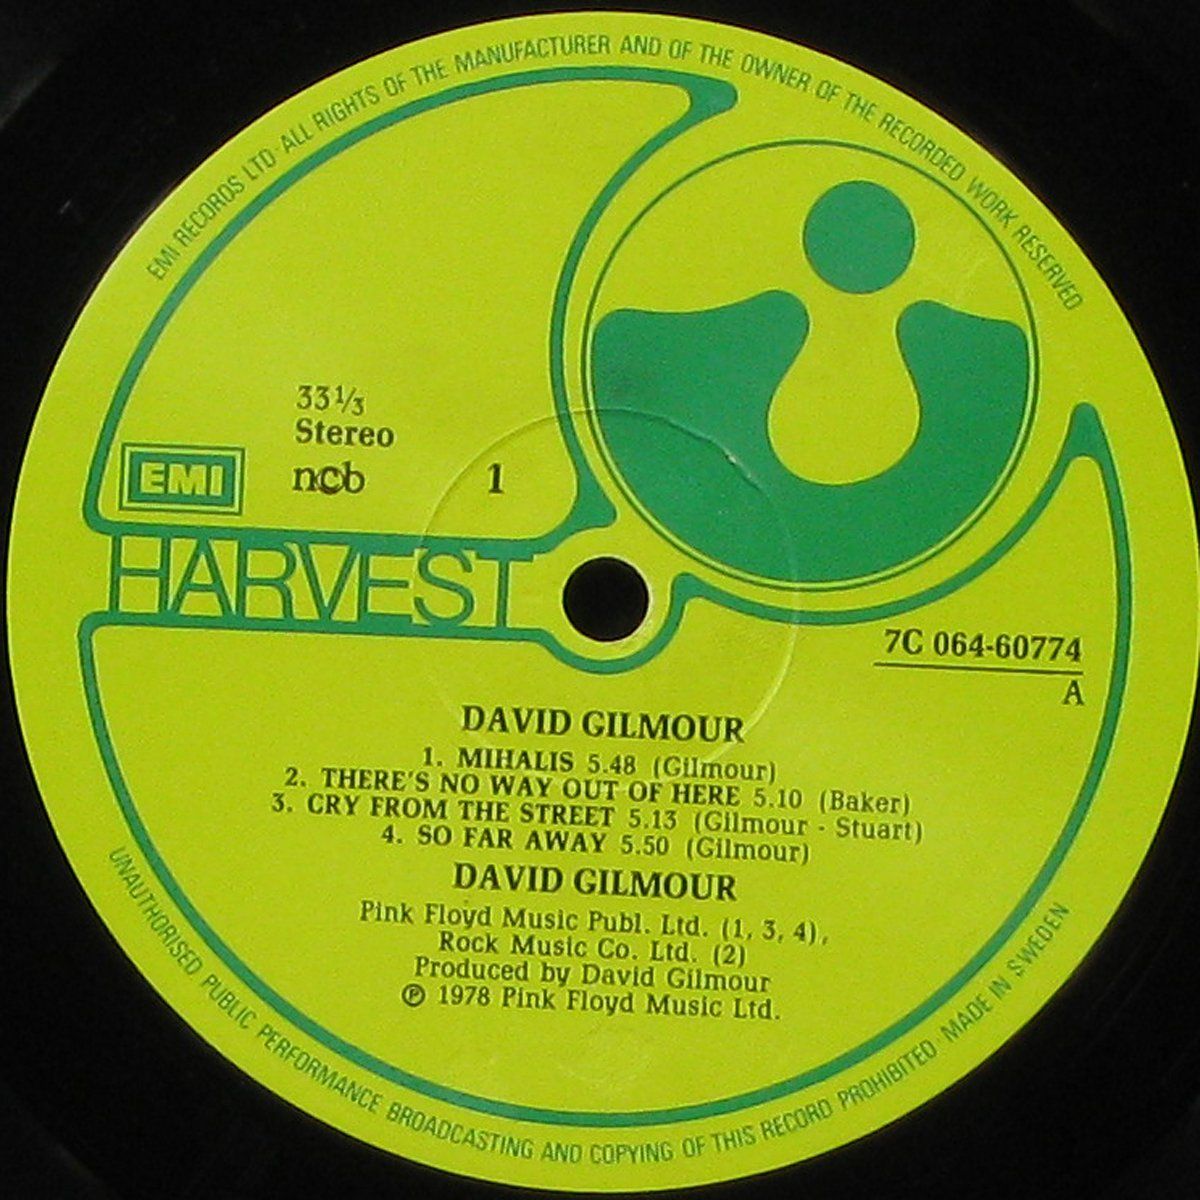 EMI RECORDS LTD · ALL RIGHTS OF THE MANUFACTURER AND OF THE OWNER OF THE RECORDED WORK RESERVED
33 1/3
Stereo
EMI
ncb
1
HARVEST
7C 064-60774
A
DAVID GILMOUR
1. MIHALIS 5.48 (Gilmour)
2. THERE'S NO WAY OUT OF HERE 5.10 (Baker)
3. CRY FROM THE STREET 5.13 (Gilmour - Stuart)
4. SO FAR AWAY 5.50 (Gilmour)
DAVID GILMOUR
Pink Floyd Music Publ. Ltd. (1, 3, 4),
Rock Music Co. Ltd. (2)
Produced by David Gilmour
℗ 1978 Pink Floyd Music Ltd.
UNAUTHORISED PUBLIC PERFORMANCE BROADCASTING AND COPYING OF THIS RECORD PROHIBITED MADE IN SWEDEN